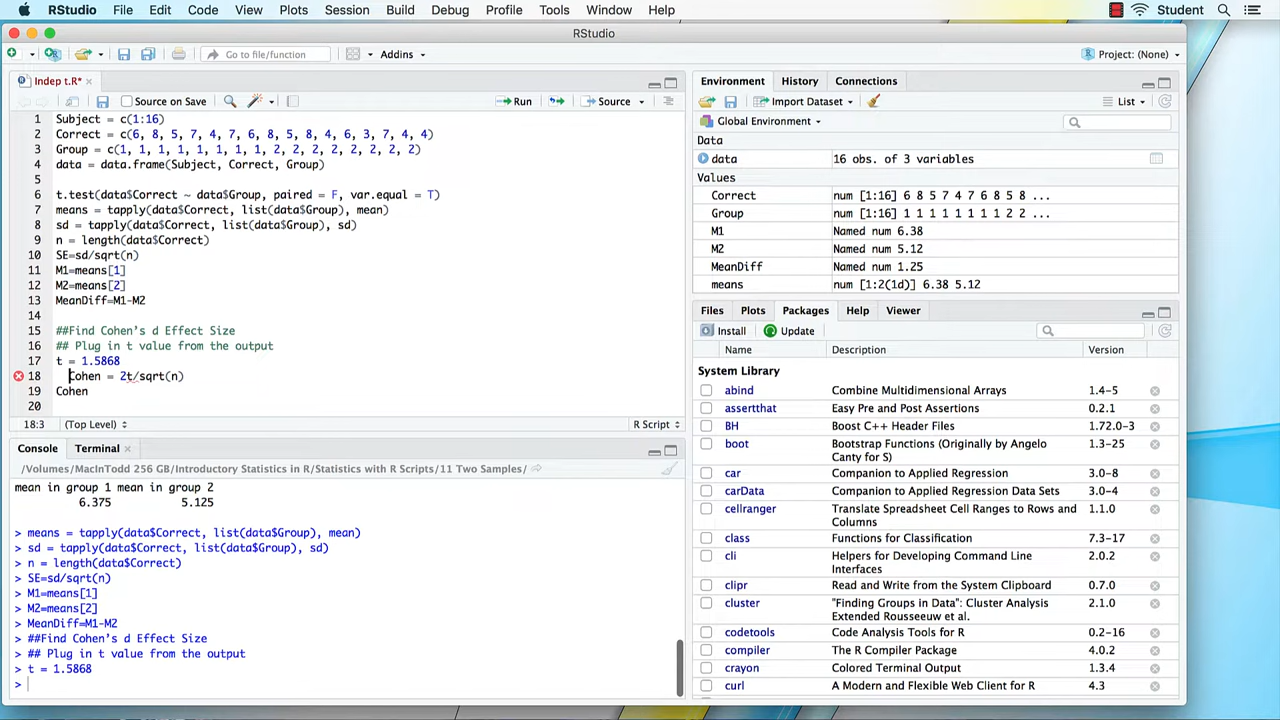 RStudio File Edit Code View Plots Session Build Debug Profile Tools Window Help Student
RStudio
Go to file/function Addins Project: (None)
Indep t.R*
Source on Save Run Source
1 Subject = c(1:16)
2 Correct = c(6, 8, 5, 7, 4, 7, 6, 8, 5, 8, 4, 6, 3, 7, 4, 4)
3 Group = c(1, 1, 1, 1, 1, 1, 1, 1, 2, 2, 2, 2, 2, 2, 2, 2)
4 data = data.frame(Subject, Correct, Group)
5
6 t.test(data$Correct ~ data$Group, paired = F, var.equal = T)
7 means = tapply(data$Correct, list(data$Group), mean)
8 sd = tapply(data$Correct, list(data$Group), sd)
9 n = length(data$Correct)
10 SE=sd/sqrt(n)
11 M1=means[1]
12 M2=means[2]
13 MeanDiff=M1-M2
14
15 ##Find Cohen's d Effect Size
16 ## Plug in t value from the output
17 t = 1.5868
18 Cohen = 2t/sqrt(n)
19 Cohen
20
18:3 (Top Level) R Script
Console Terminal
/Volumes/MacIntodd 256 GB/Introductory Statistics in R/Statistics with R Scripts/11 Two Samples/
mean in group 1 mean in group 2
6.375 5.125
> means = tapply(data$Correct, list(data$Group), mean)
> sd = tapply(data$Correct, list(data$Group), sd)
> n = length(data$Correct)
> SE=sd/sqrt(n)
> M1=means[1]
> M2=means[2]
> MeanDiff=M1-M2
> ##Find Cohen's d Effect Size
> ## Plug in t value from the output
> t = 1.5868
>
Environment History Connections
Import Dataset List
Global Environment
Data
data 16 obs. of 3 variables
Values
Correct num [1:16] 6 8 5 7 4 7 6 8 5 8 ...
Group num [1:16] 1 1 1 1 1 1 1 1 2 2 ...
M1 Named num 6.38
M2 Named num 5.12
MeanDiff Named num 1.25
means num [1:2(1d)] 6.38 5.12
Files Plots Packages Help Viewer
Install Update
Name Description Version
System Library
abind Combine Multidimensional Arrays 1.4-5
assertthat Easy Pre and Post Assertions 0.2.1
BH Boost C++ Header Files 1.72.0-3
boot Bootstrap Functions (Originally by Angelo Canty for S) 1.3-25
car Companion to Applied Regression 3.0-8
carData Companion to Applied Regression Data Sets 3.0-4
cellranger Translate Spreadsheet Cell Ranges to Rows and Columns 1.1.0
class Functions for Classification 7.3-17
cli Helpers for Developing Command Line Interfaces 2.0.2
clipr Read and Write from the System Clipboard 0.7.0
cluster "Finding Groups in Data": Cluster Analysis Extended Rousseeuw et al. 2.1.0
codetools Code Analysis Tools for R 0.2-16
compiler The R Compiler Package 4.0.2
crayon Colored Terminal Output 1.3.4
curl A Modern and Flexible Web Client for R 4.3